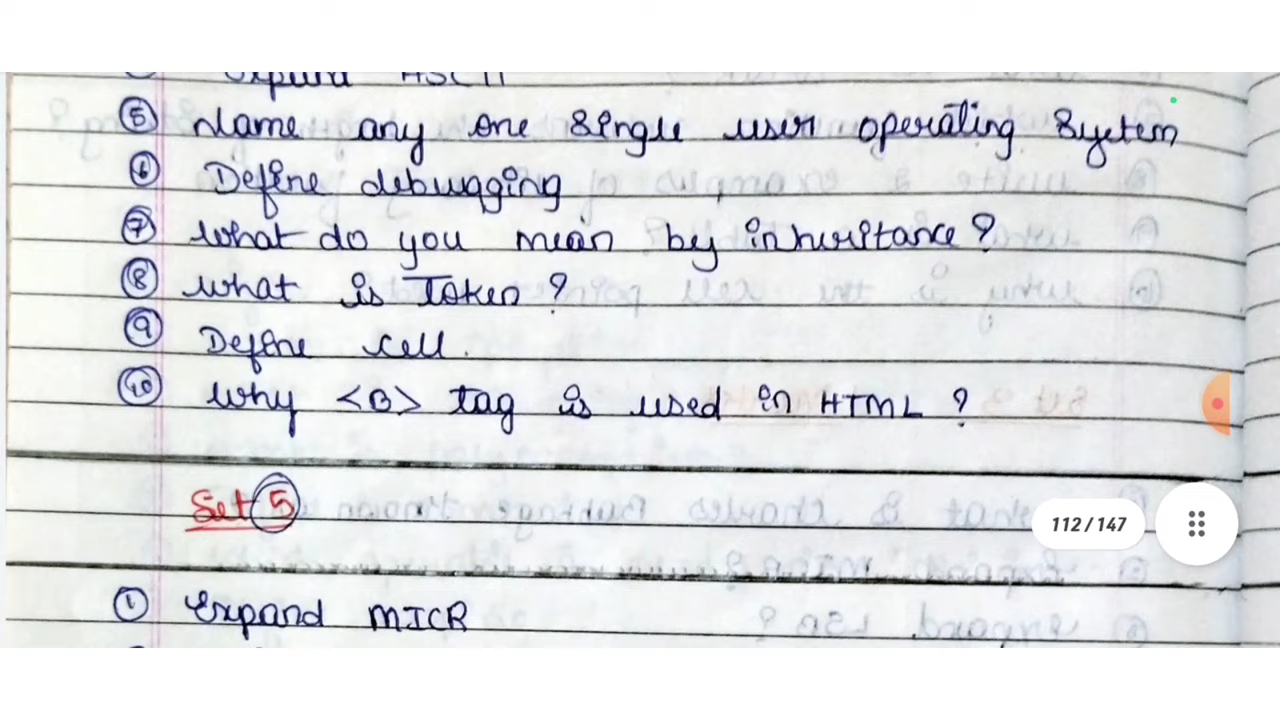 Expand ASCII
⑤ Name any one single user operating System
⑥ Define debugging
⑦ What do you mean by inheritance?
⑧ What is Token?
⑨ Define cell.
⑩ Why <B> tag is used in HTML?
Set ⑤
112/147
① Expand MICR